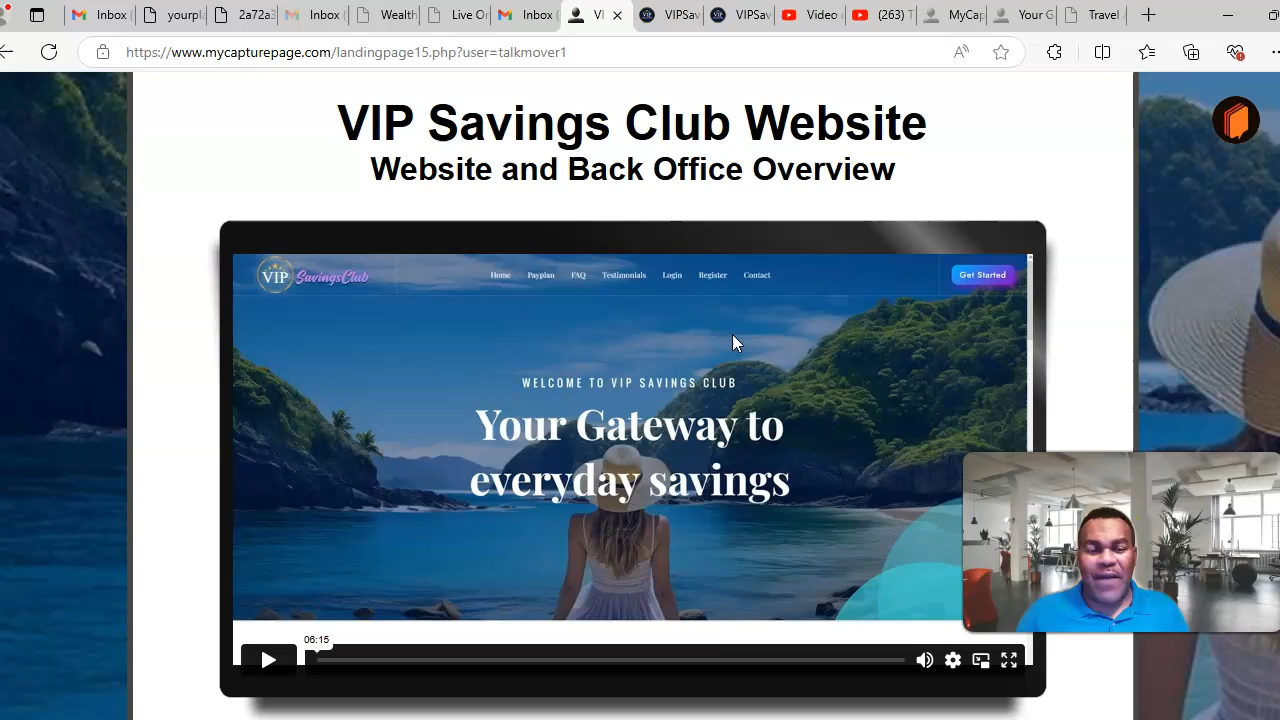 Inbox (
yourpl
2a72a3
Inbox (
Wealth
Live On
Inbox (
VI
VIPSav
VIPSav
Video
(263) T
MyCap
Your G
Travel
https://www.mycapturepage.com/landingpage15.php?user=talkmover1
VIP Savings Club Website
Website and Back Office Overview
VIP SavingsClub
Home Payplan FAQ Testimonials Login Register Contact
Get Started
WELCOME TO VIP SAVINGS CLUB
Your Gateway to
everyday savings
06:15